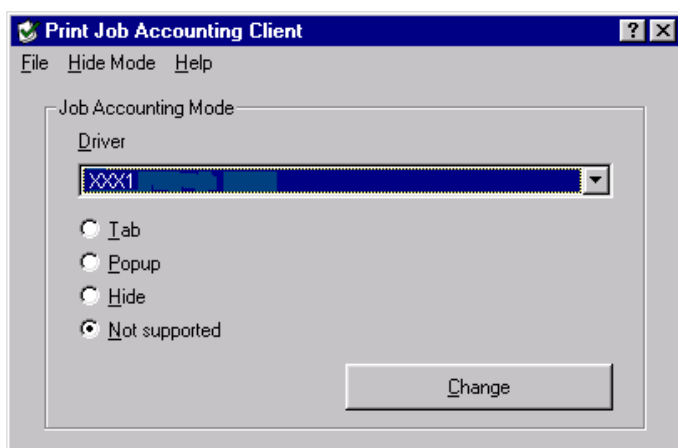 Print Job Accounting Client
File Hide Mode Help
Job Accounting Mode
Driver
XXX1
Tab
Popup
Hide
Not supported
Change